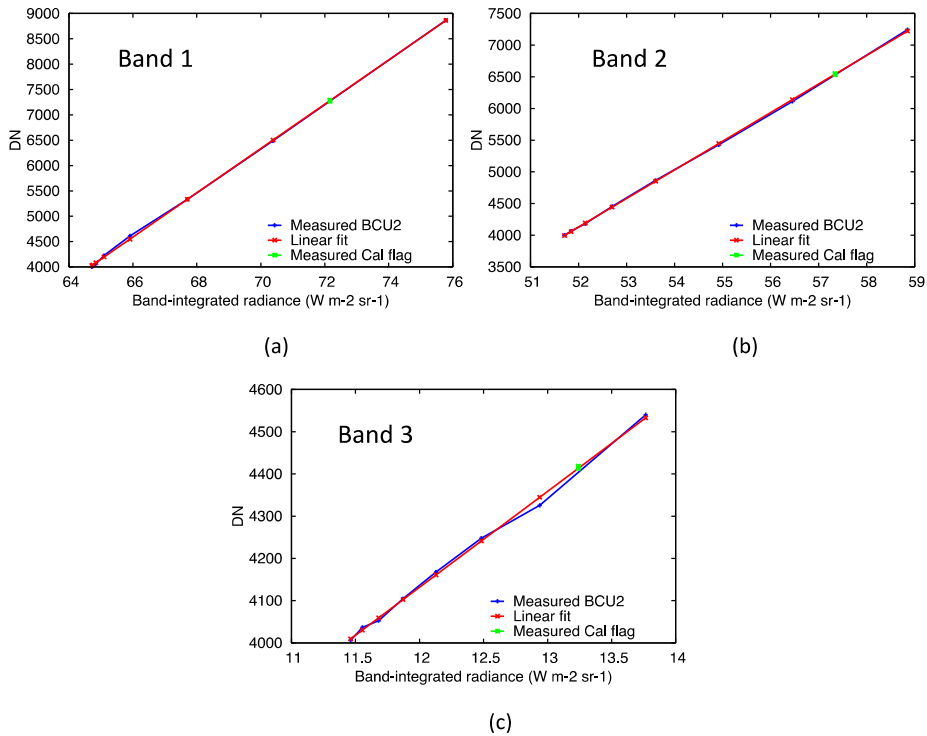 9000
8500
8000
7500
7000
6500
6000
5500
5000
4500
4000
DN
Band 1
Measured BCU2
Linear fit
Measured Cal flag
64 66 68 70 72 74 76
Band-integrated radiance (W m-2 sr-1)
(a)
7500
7000
6500
6000
5500
5000
4500
4000
3500
DN
Band 2
Measured BCU2
Linear fit
Measured Cal flag
51 52 53 54 55 56 57 58 59
Band-integrated radiance (W m-2 sr-1)
(b)
4600
4500
4400
4300
4200
4100
4000
DN
Band 3
Measured BCU2
Linear fit
Measured Cal flag
11 11.5 12 12.5 13 13.5 14
Band-integrated radiance (W m-2 sr-1)
(c)